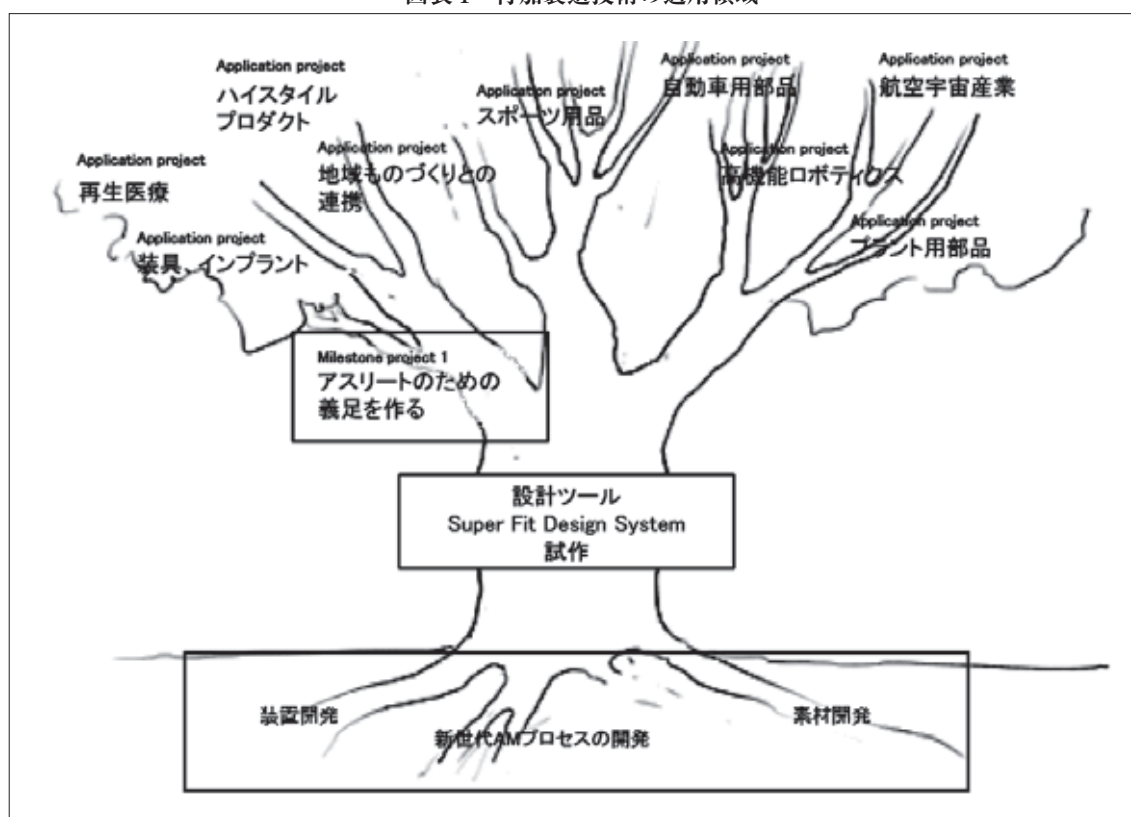 Application project
ハイスタイル
プロダクト
Application project
スポーツ用品
Application project
自動車用部品
Application project
航空宇宙産業
Application project
再生医療
Application project
地域ものづくりとの
連携
Application project
高機能ロボティクス
Application project
装具、インプラント
Application project
プラント用部品
Milestone project 1
アスリートのための
義足を作る
設計ツール
Super Fit Design System
試作
装置開発
新世代AMプロセスの開発
素材開発